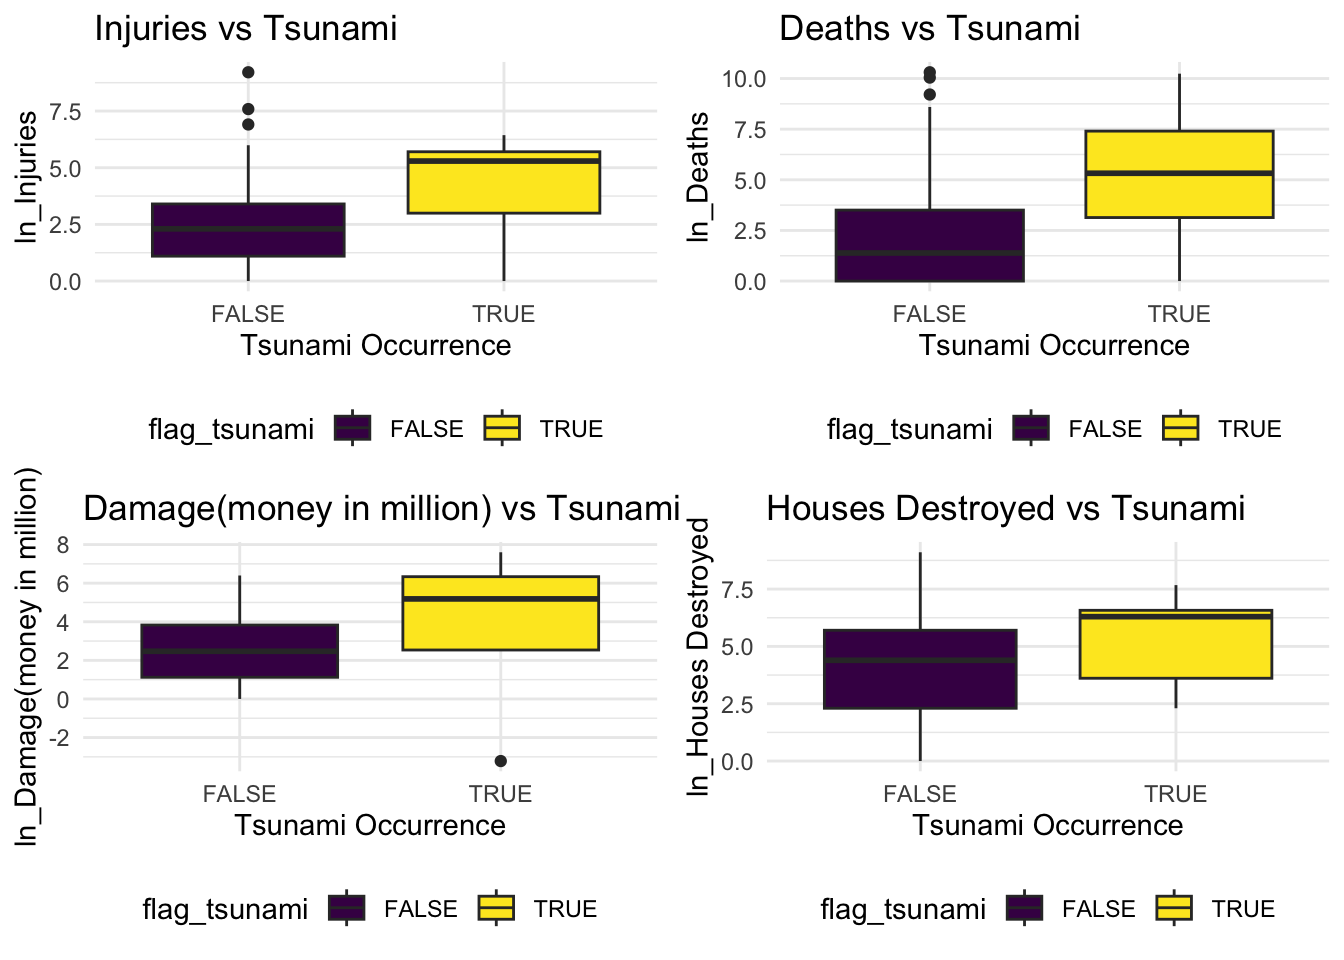 Injuries vs Tsunami
ln_Injuries
7.5
5.0
2.5
0.0
FALSE TRUE
Tsunami Occurrence
flag_tsunami FALSE TRUE
Deaths vs Tsunami
ln_Deaths
10.0
7.5
5.0
2.5
0.0
FALSE TRUE
Tsunami Occurrence
flag_tsunami FALSE TRUE
Damage(money in million) vs Tsunami
ln_Damage(money in million)
8
6
4
2
0
-2
FALSE TRUE
Tsunami Occurrence
flag_tsunami FALSE TRUE
Houses Destroyed vs Tsunami
ln_Houses Destroyed
7.5
5.0
2.5
0.0
FALSE TRUE
Tsunami Occurrence
flag_tsunami FALSE TRUE